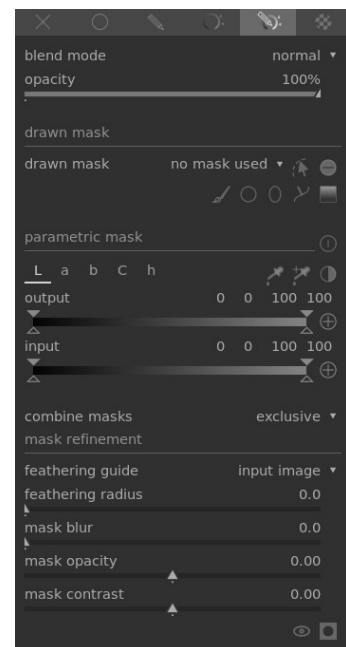 blend mode normal
opacity 100%
drawn mask
drawn mask no mask used
parametric mask
L a b C h
output 0 0 100 100
input 0 0 100 100
combine masks exclusive
mask refinement
feathering guide input image
feathering radius 0.0
mask blur 0.0
mask opacity 0.00
mask contrast 0.00